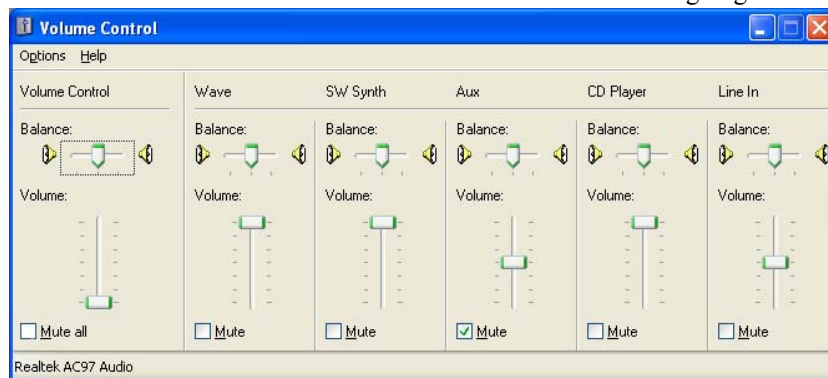 Volume Control
Options Help
Volume Control Wave SW Synth Aux CD Player Line In
Balance: Balance: Balance: Balance: Balance: Balance:
Volume: Volume: Volume: Volume: Volume: Volume:
Mute all Mute Mute Mute Mute Mute
Realtek AC97 Audio